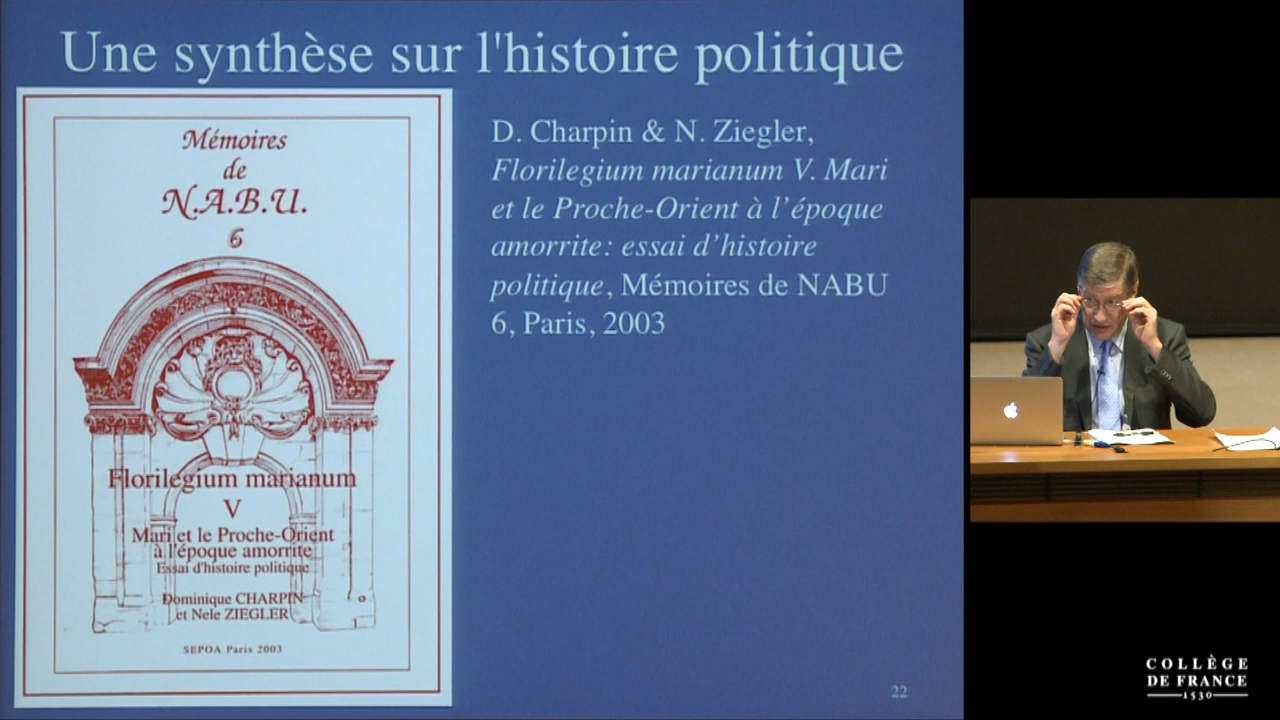 Une synthèse sur l'histoire politique
Mémoires
de
N.A.B.U.
6
Florilegium marianum
V
Mari et le Proche-Orient
à l'époque amorrite
Essai d'histoire politique
Dominique CHARPIN
et Nele ZIEGLER
SEPOA Paris 2003
D. Charpin & N. Ziegler,
Florilegium marianum V. Mari
et le Proche-Orient à l’époque
amorrite: essai d’histoire
politique, Mémoires de NABU
6, Paris, 2003
22
COLLÈGE
DE FRANCE
1530